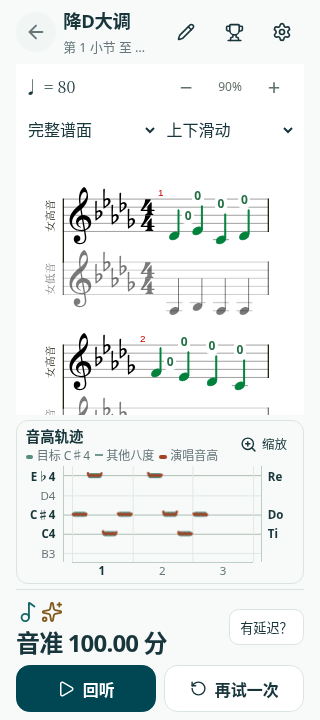 降D大调
第 1 小节 至 ...
♩ = 80
− 90% +
完整谱面 上下滑动
1
女高音
4
4
0 0 0 0
女低音
4
4
2
女高音
0 0 0 0
音高轨迹
目标 C♯4 其他八度 演唱音高
缩放
E♭4 Re
D4
C♯4 Do
C4 Ti
B3
1 2 3
音准 100.00 分
有延迟?
回听 再试一次